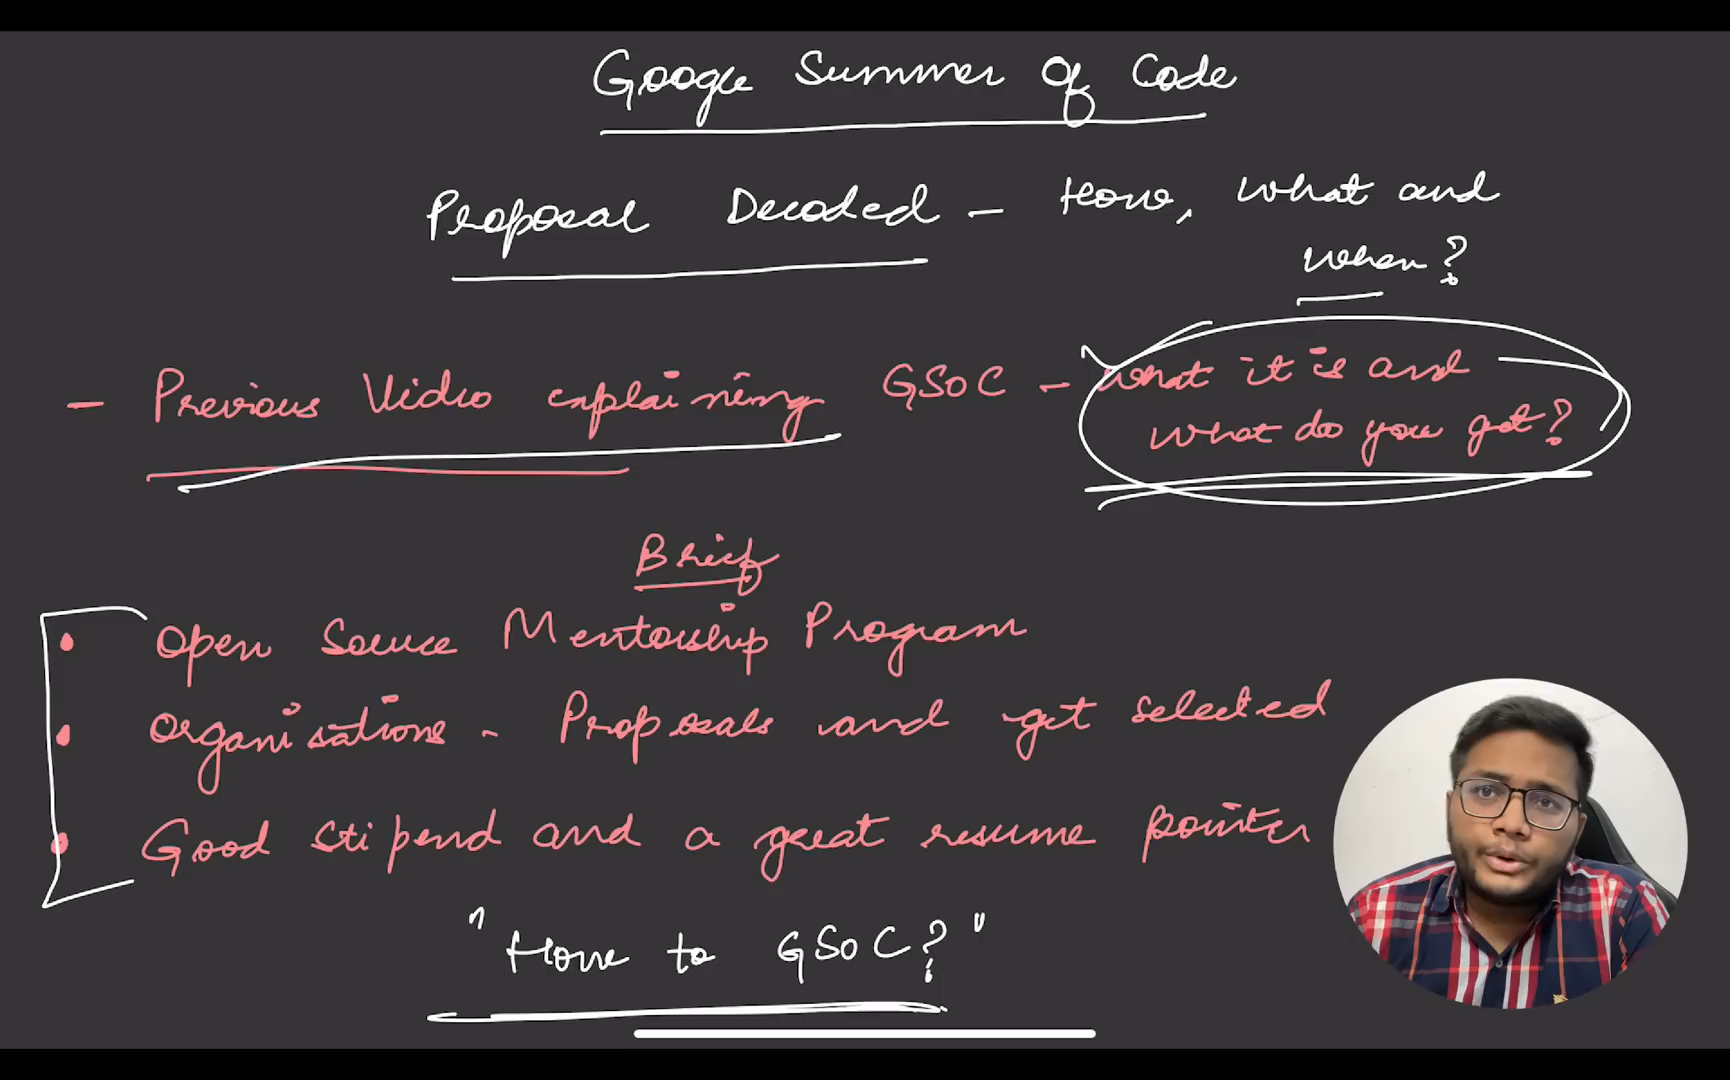 Google Summer Of Code
Proposal Decoded - How, What and
When?
- Previous Video explaining GSOC - What it is and
What do you get?
Brief
• Open Source Mentorship Program
• Organisations - Proposals and get selected
• Good stipend and a great resume pointer
"How to GSOC?"